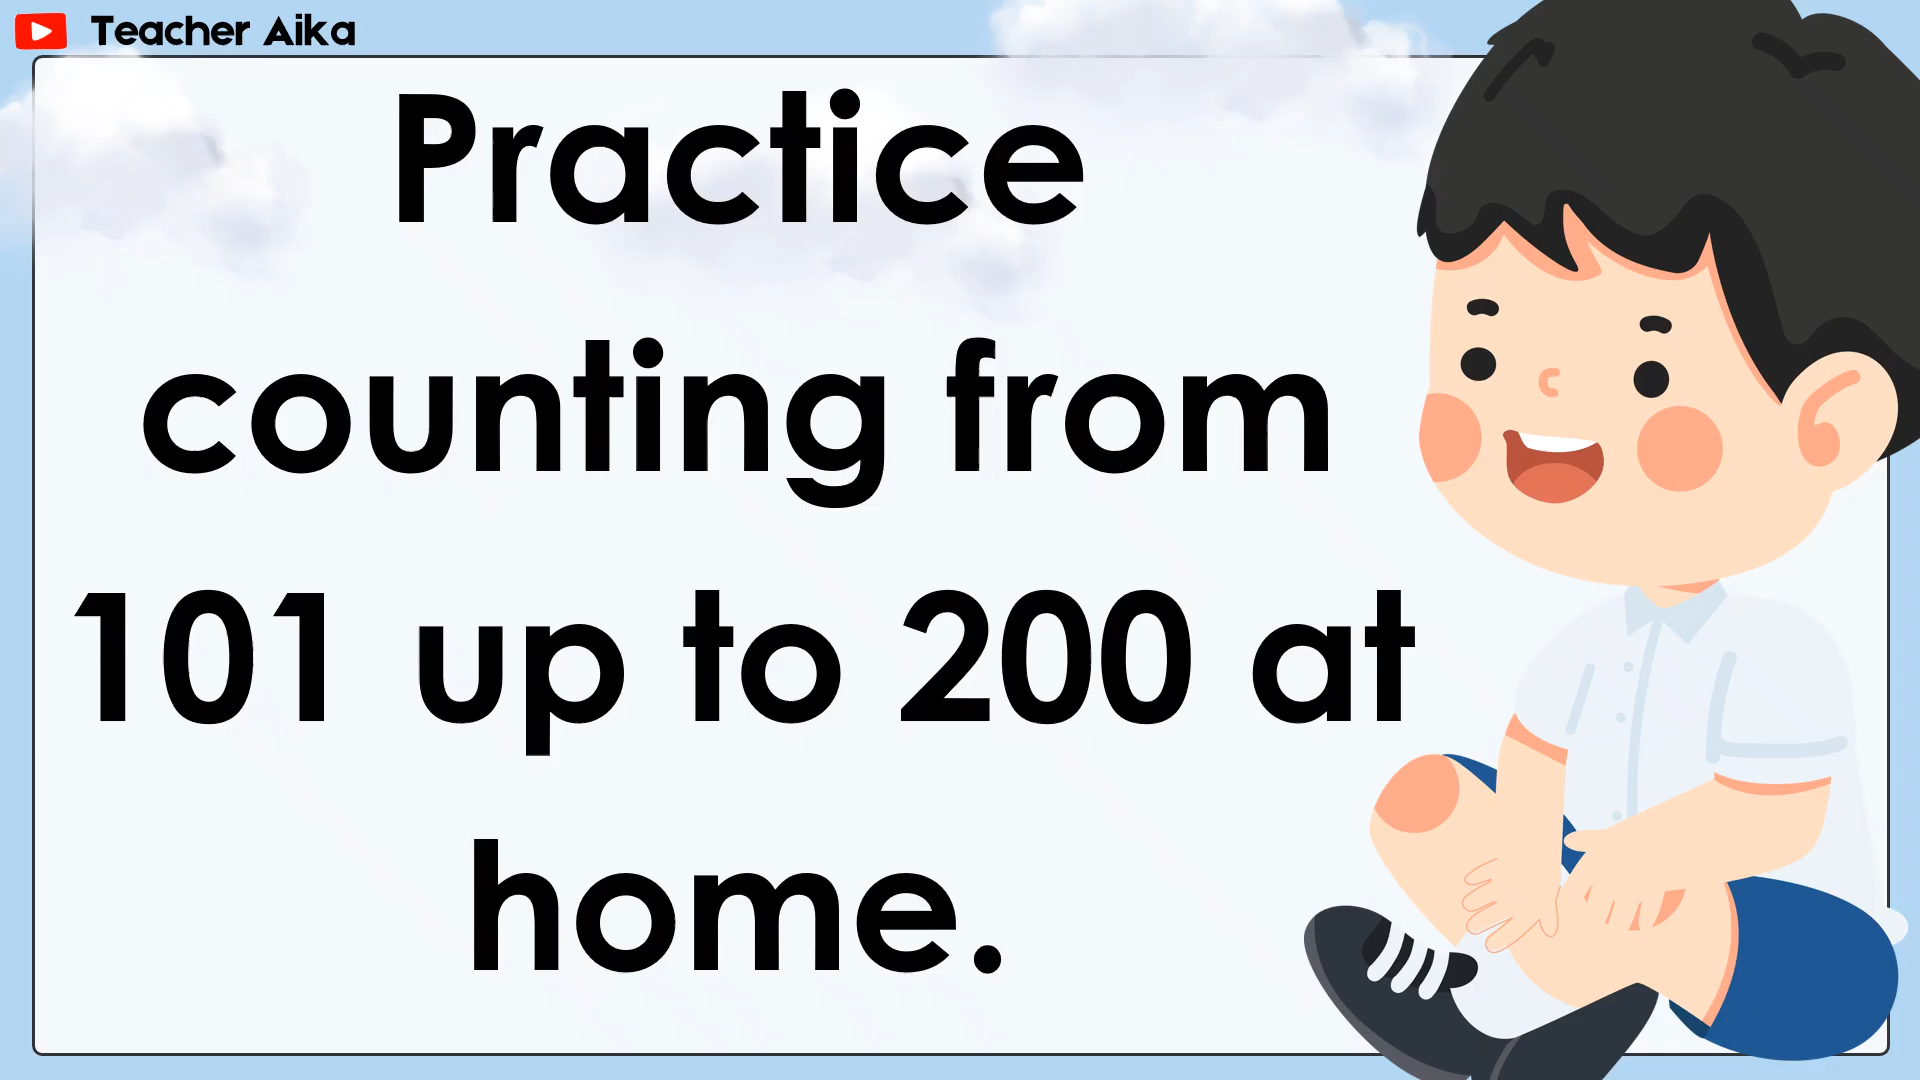 Teacher Aika
Practice
counting from
101 up to 200 at
home.